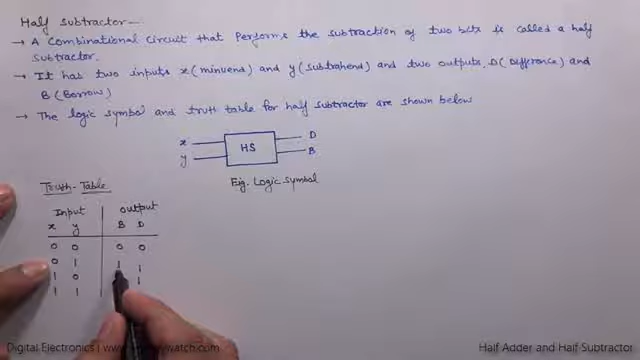 Half Subtractor:-
→ A Combinational circuit that performs the subtraction of two bits is called a half
subtractor.
→ It has two inputs x(minuend) and y(subtrahend) and two outputs D(Difference) and
B(Borrow)
→ The logic symbol and truth table for half subtractor are shown below
x
y
HS
D
B
Fig. Logic symbol
Truth-Table
Input output
x y B D
0 0 0 0
0 1 1 1
1 0 1
1 1
Digital Electronics
Half Adder and Half Subtractor